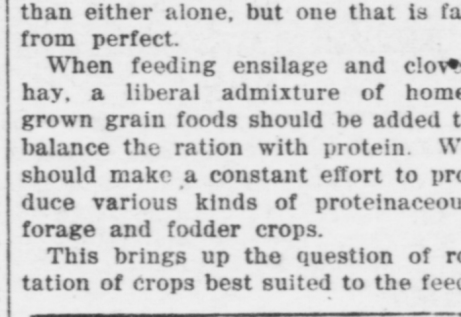 than either alone, but one that is fa
from perfect.
When feeding ensilage and clov
hay, a liberal admixture of home
grown grain foods should be added t
balance the ration with protein. W
should make a constant effort to pro
duce various kinds of proteinaceou
forage and fodder crops.
This brings up the question of ro
tation of crops best suited to the feed